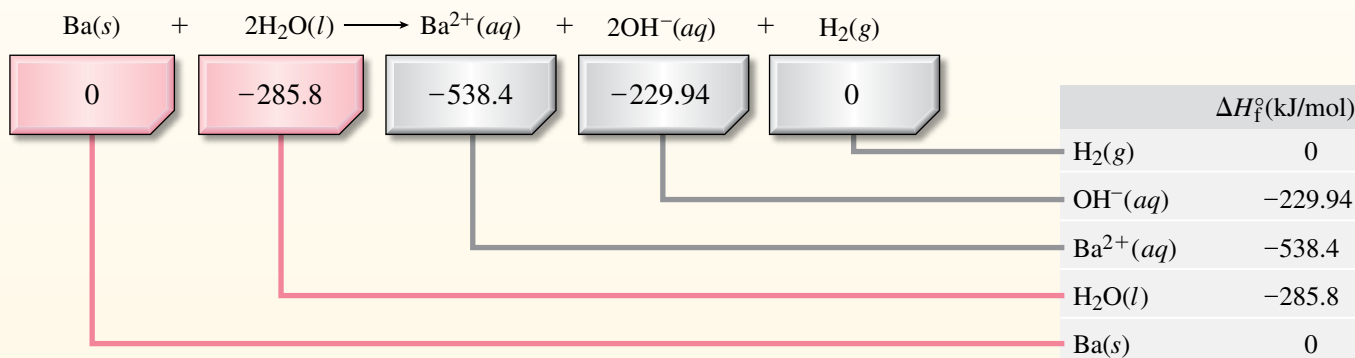 Ba(s) + 2H₂O(l) ⟶ Ba²⁺(aq) + 2OH⁻(aq) + H₂(g)
0 −285.8 −538.4 −229.94 0
ΔH°f(kJ/mol)
H₂(g) 0
OH⁻(aq) −229.94
Ba²⁺(aq) −538.4
H₂O(l) −285.8
Ba(s) 0